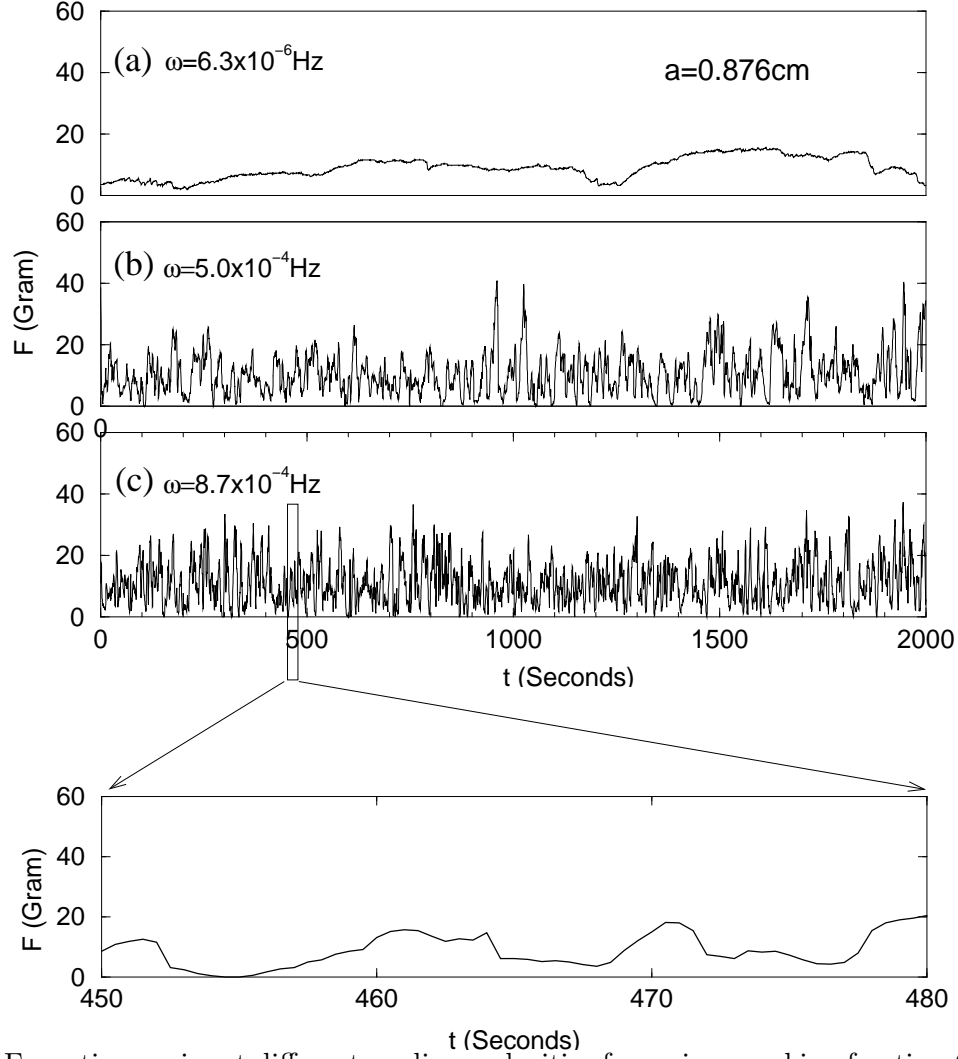 60
(a) ω=6.3x10⁻⁶Hz
a=0.876cm
40
20
0
60
(b) ω=5.0x10⁻⁴Hz
40
F (Gram)
20
0
0
60
(c) ω=8.7x10⁻⁴Hz
40
20
0
0 500 1000 1500 2000
t (Seconds)
60
40
F (Gram)
20
0
450 460 470 480
t (Seconds)